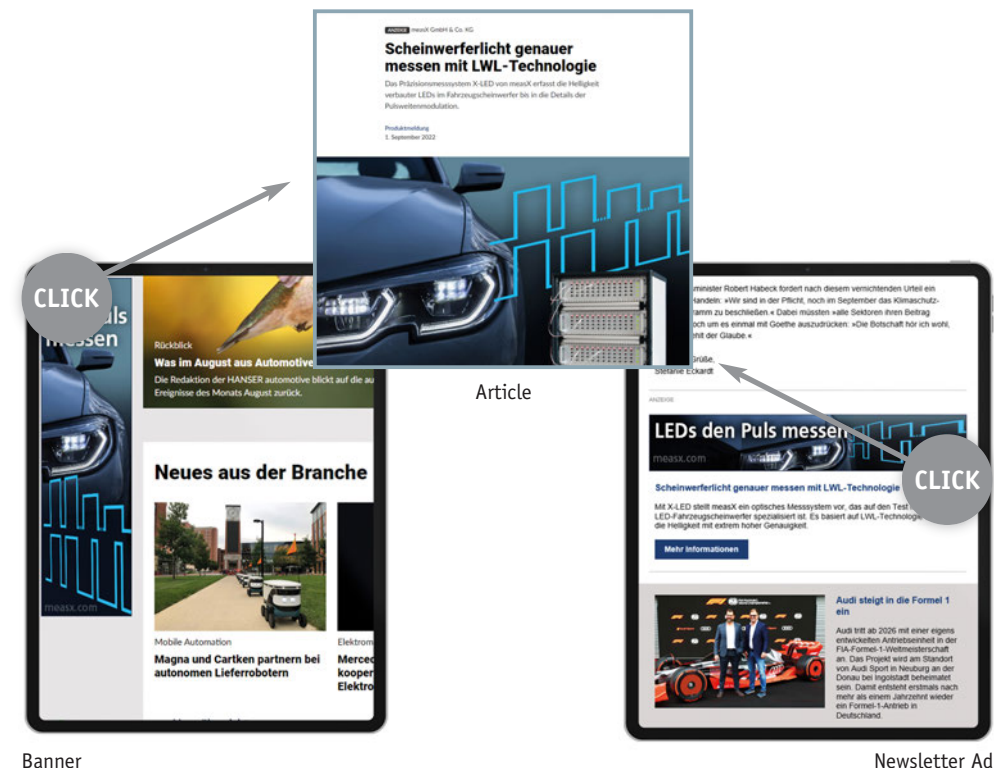 ANZEIGE measX GmbH & Co. KG
Scheinwerferlicht genauer
messen mit LWL-Technologie
Das Präzisionsmesssystem X-LED von measX erfasst die Helligkeit
verbauter LEDs im Fahrzeugscheinwerfer bis in die Details der
Pulsweitenmodulation.
Produktmeldung
1. September 2022
Article
CLICK
uls
messen
measx.com
Rückblick
Was im August aus Automotive
Die Redaktion der HANSER automotive blickt auf die au
Ereignisse des Monats August zurück.
Neues aus der Branche
Mobile Automation
Magna und Cartken partnern bei
autonomen Lieferrobotern
Elektrom
Merced
kooper
Elektro
Banner
minister Robert Habeck fordert nach diesem vernichtenden Urteil ein
Handeln: »Wir sind in der Pflicht, noch im September das Klimaschutz-
ramm zu beschließen.« Dabei müssten »alle Sektoren ihren Beitrag
och um es einmal mit Goethe auszudrücken: »Die Botschaft hör ich wohl,
ehlt der Glaube.«
Grüße,
Stefanie Eckardt
ANZEIGE
LEDs den Puls messen
measx.com
CLICK
Scheinwerferlicht genauer messen mit LWL-Technologie
Mit X-LED stellt measX ein optisches Messsystem vor, das auf den Test
LED-Fahrzeugscheinwerfer spezialisiert ist. Es basiert auf LWL-Technologie
die Helligkeit mit extrem hoher Genauigkeit.
Mehr Informationen
Audi steigt in die Formel 1
ein
Audi tritt ab 2026 mit einer eigens
entwickelten Antriebseinheit in der
FIA-Formel-1-Weltmeisterschaft
an. Das Projekt wird am Standort
von Audi Sport in Neuburg an der
Donau bei Ingolstadt beheimatet
sein. Damit entsteht erstmals nach
mehr als einem Jahrzehnt wieder
ein Formel-1-Antrieb in
Deutschland.
Newsletter Ad